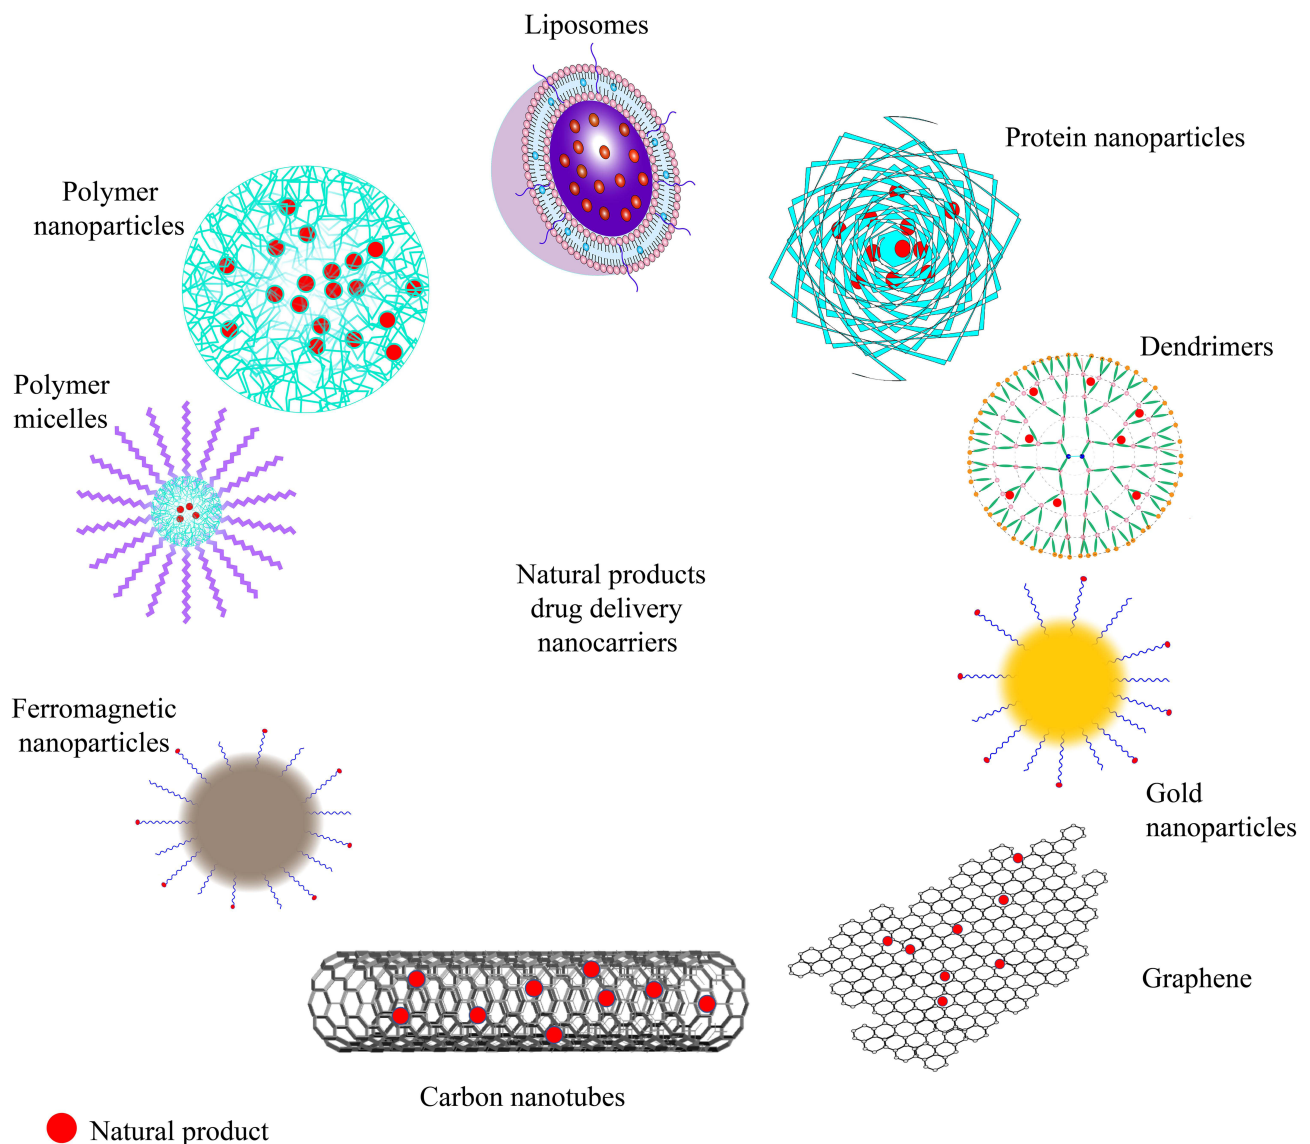 Liposomes
Protein nanoparticles
Polymer
nanoparticles
Dendrimers
Polymer
micelles
Natural products
drug delivery
nanocarriers
Ferromagnetic
nanoparticles
Gold
nanoparticles
Graphene
Carbon nanotubes
Natural product